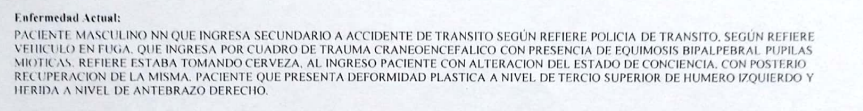 Enfermedad Actual:
PACIENTE MASCULINO NN QUE INGRESA SECUNDARIO A ACCIDENTE DE TRANSITO SEGÚN REFIERE POLICIA DE TRANSITO. SEGÚN REFIERE
VEHICULO EN FUGA. QUE INGRESA POR CUADRO DE TRAUMA CRANEOENCEFALICO CON PRESENCIA DE EQUIMOSIS BIPALPEBRAL PUPILAS
MIOTICAS. REFIERE ESTABA TOMANDO CERVEZA. AL INGRESO PACIENTE CON ALTERACION DEL ESTADO DE CONCIENCIA. CON POSTERIO
RECUPERACION DE LA MISMA. PACIENTE QUE PRESENTA DEFORMIDAD PLASTICA A NIVEL DE TERCIO SUPERIOR DE HUMERO IZQUIERDO Y
HERIDA A NIVEL DE ANTEBRAZO DERECHO.